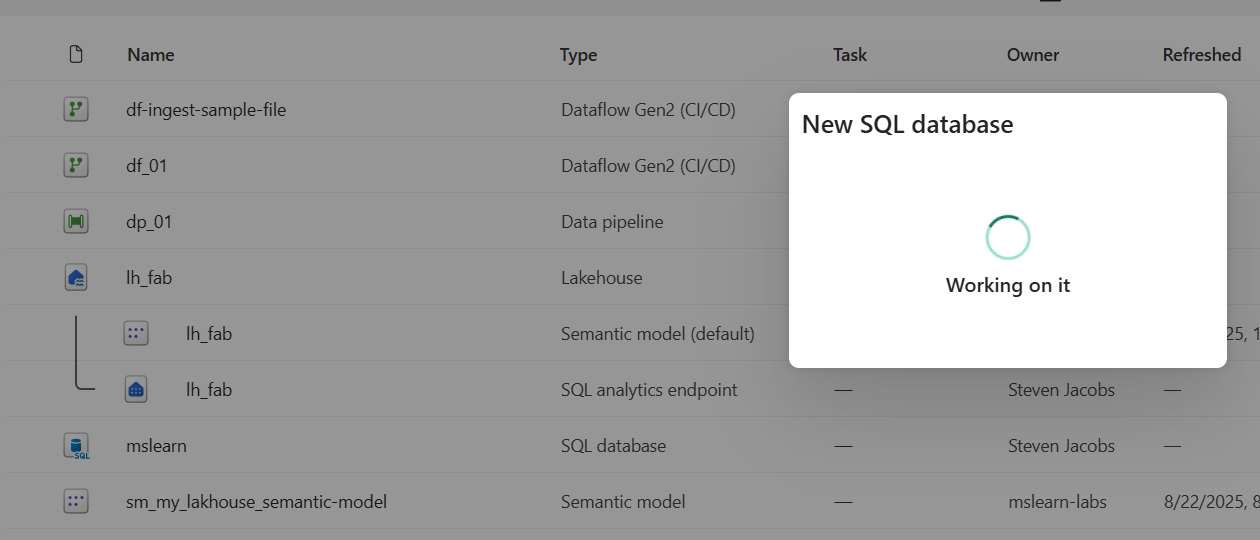 Name Type Task Owner Refreshed
df-ingest-sample-file Dataflow Gen2 (CI/CD)
New SQL database
df_01 Dataflow Gen2 (CI/CD)
dp_01 Data pipeline
lh_fab Lakehouse
Working on it
lh_fab Semantic model (default) 25, 1
lh_fab SQL analytics endpoint — Steven Jacobs —
SQL
mslearn SQL database — Steven Jacobs —
sm_my_lakhouse_semantic-model Semantic model — mslearn-labs 8/22/2025, 8